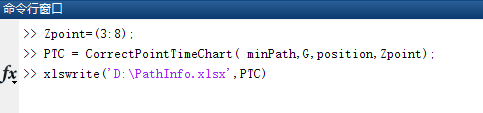 命令行窗口
>> Zpoint=(3:8);
>> PTC = CorrectPointTimeChart( minPath,G,position,Zpoint);
fx >> xlswrite('D:\PathInfo.xlsx',PTC)